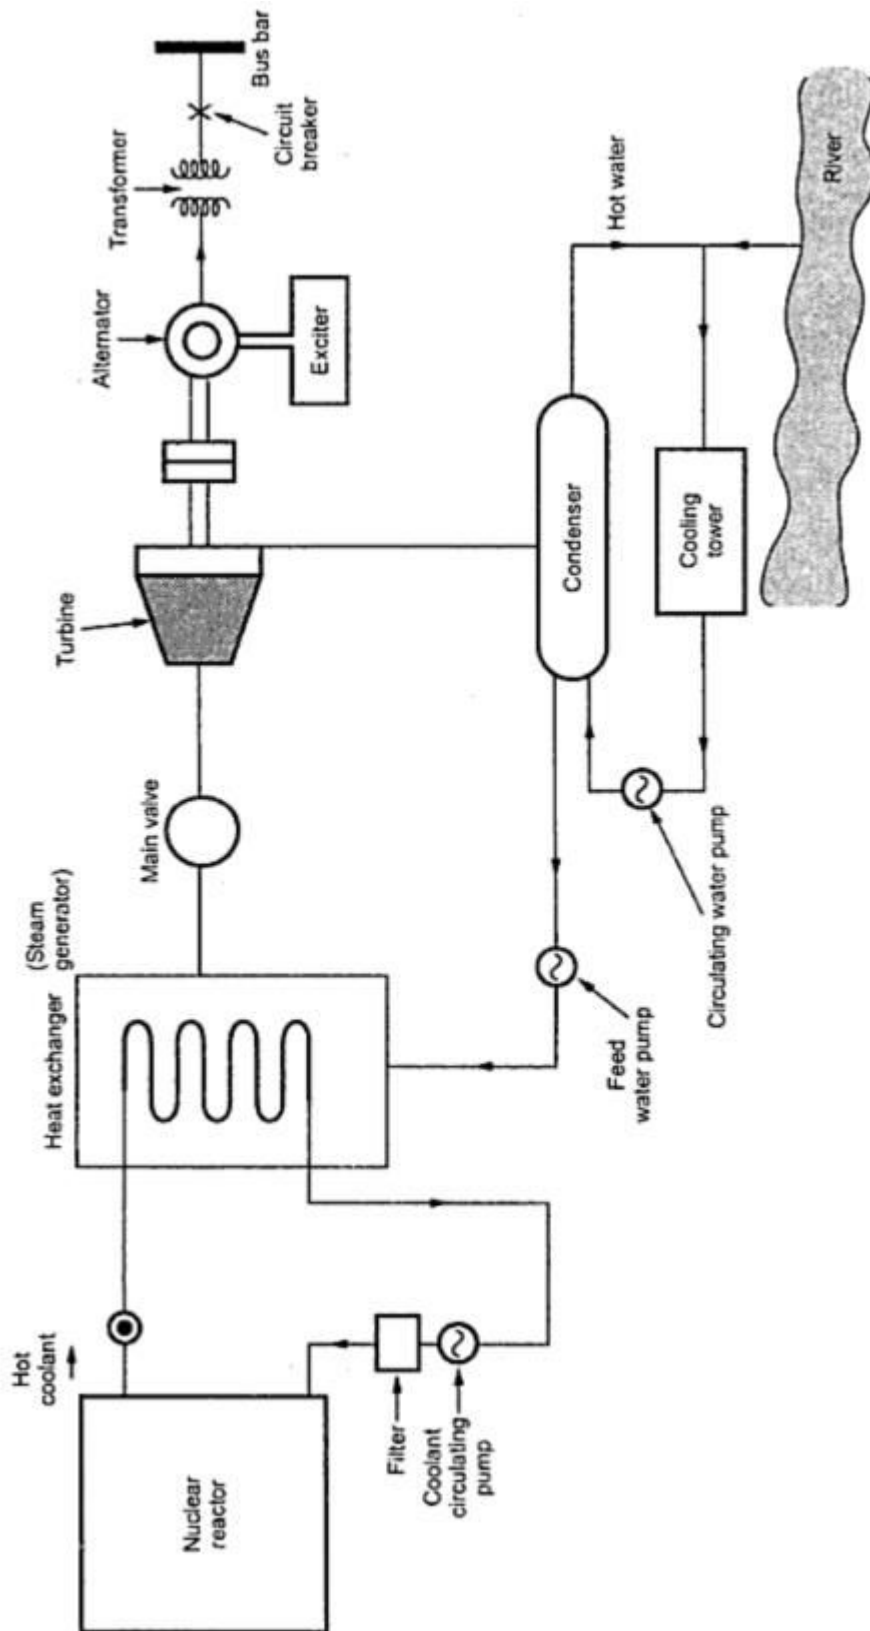 Nuclear
reactor
Hot
coolant
Filter
Coolant
circulating
pump
Heat exchanger
(Steam
generator)
Main valve
Turbine
Alternator
Exciter
Transformer
Circuit
breaker
Bus bar
Feed
water pump
Circulating water pump
Condenser
Cooling
tower
Hot water
River